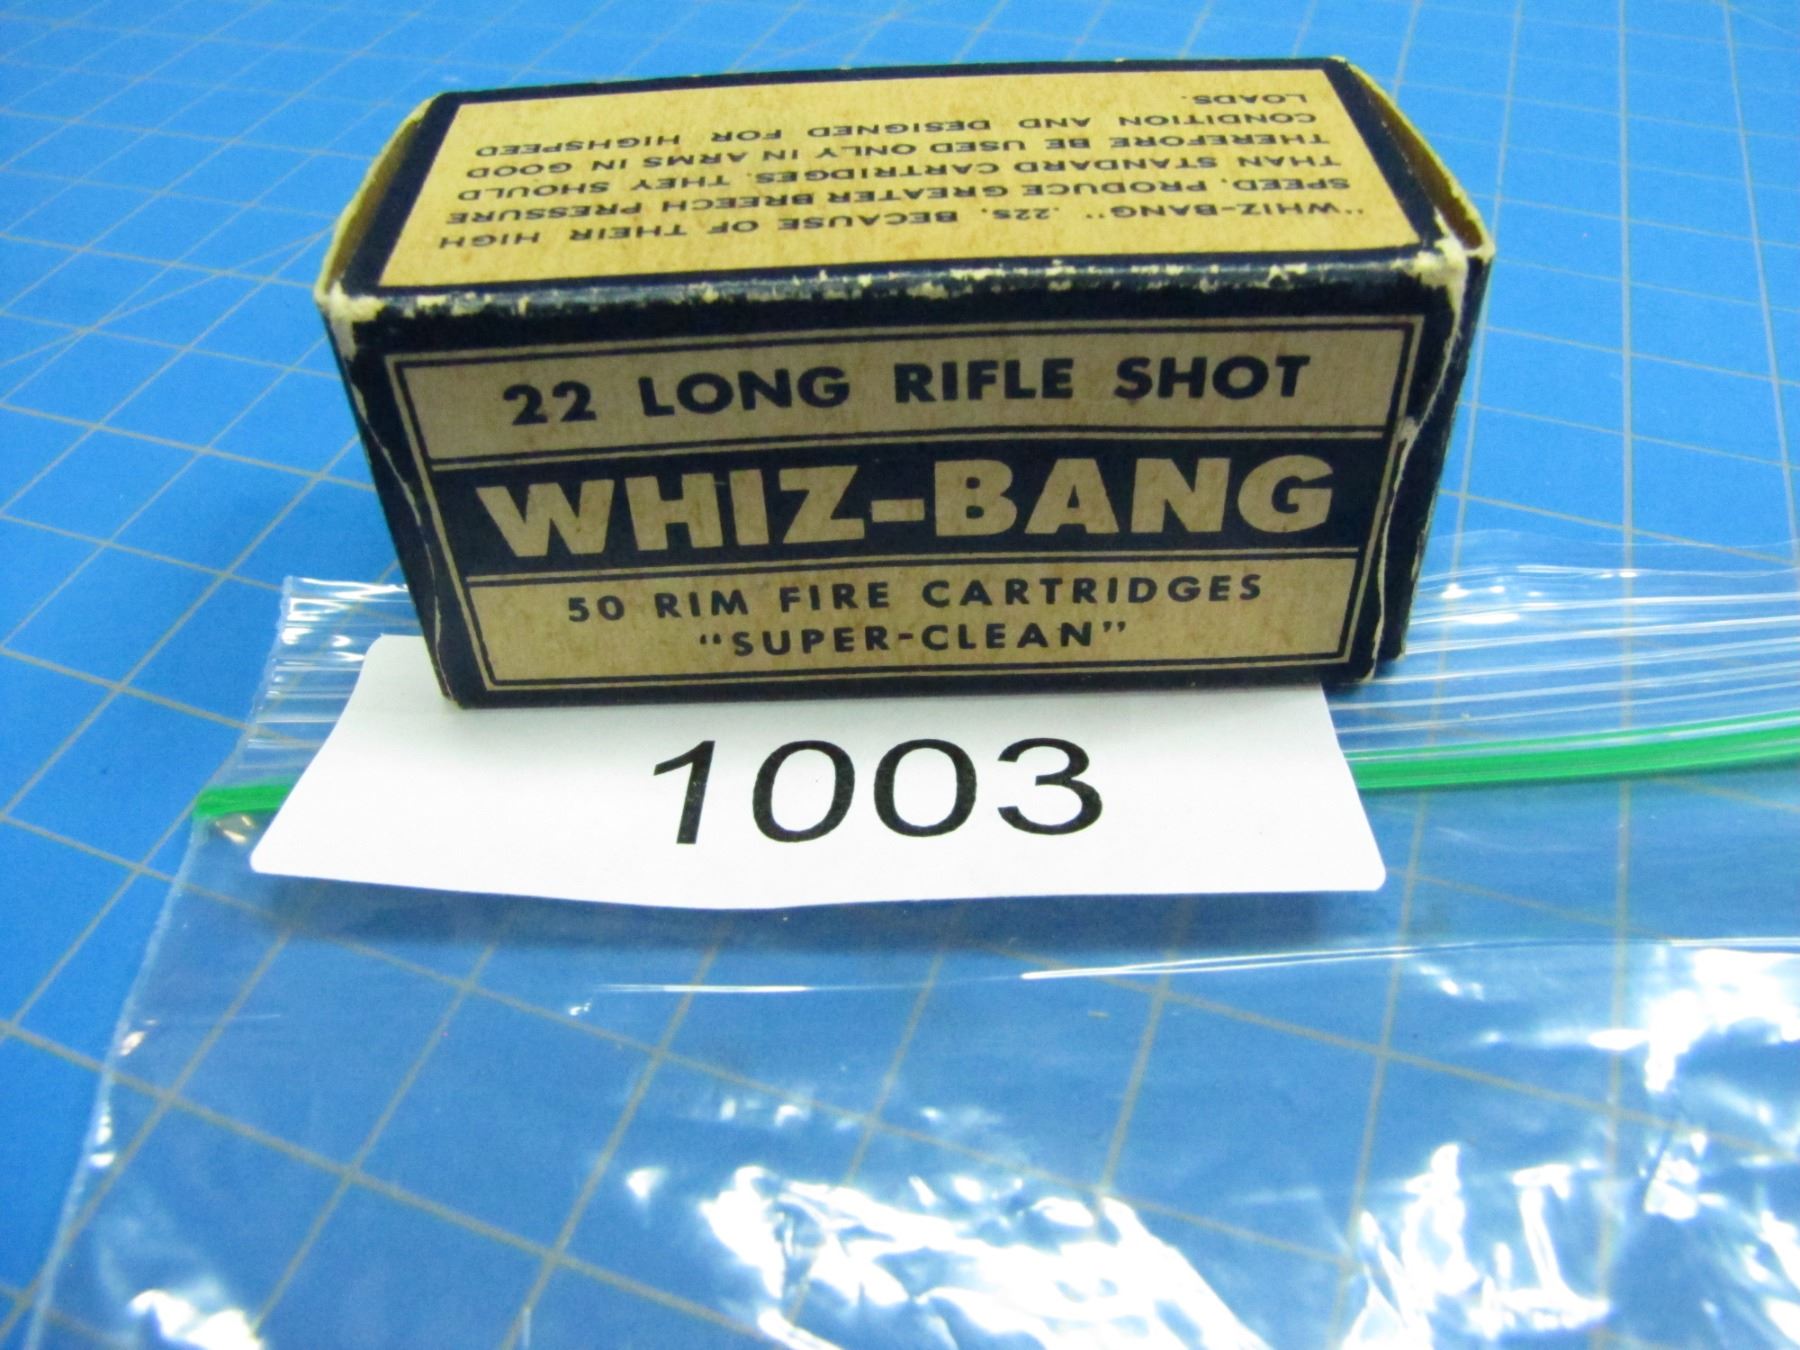 "WHIZ-BANG" .22S, BECAUSE OF THEIR HIGH
SPEED, PRODUCE GREATER BREECH PRESSURE
THAN STANDARD CARTRIDGES. THEY SHOULD
THEREFORE BE USED ONLY IN ARMS IN GOOD
CONDITION AND DESIGNED FOR HIGHSPEED
LOADS.
22 LONG RIFLE SHOT
WHIZ-BANG
50 RIM FIRE CARTRIDGES
"SUPER-CLEAN"
1003